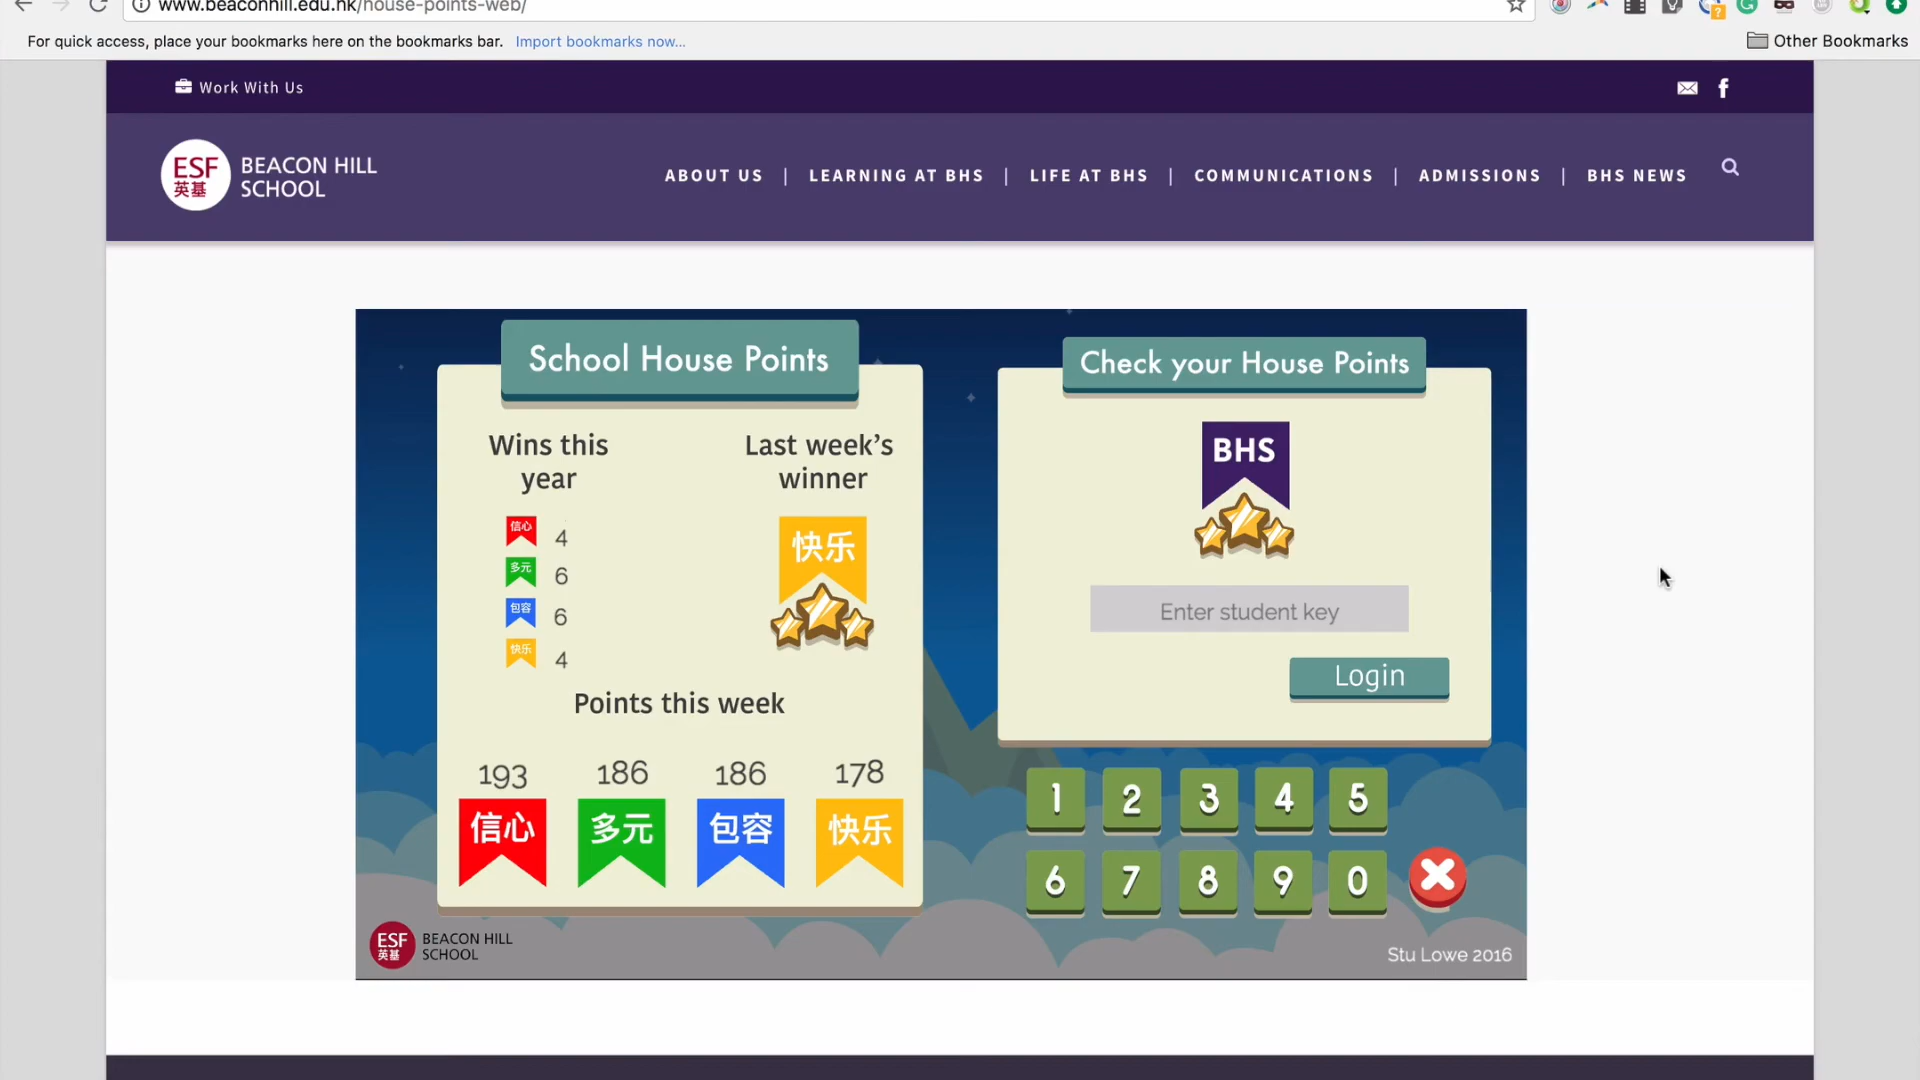 www.beaconhill.edu.hk/house-points-web/
For quick access, place your bookmarks here on the bookmarks bar. Import bookmarks now...
Other Bookmarks
Work With Us
ESF
英基
BEACON HILL
SCHOOL
ABOUT US | LEARNING AT BHS | LIFE AT BHS | COMMUNICATIONS | ADMISSIONS | BHS NEWS
School House Points
Wins this
year
信心 4
多元 6
包容 6
快乐 4
Last week's
winner
快乐
Points this week
193 186 186 178
信心 多元 包容 快乐
Check your House Points
BHS
Enter student key
Login
1 2 3 4 5
6 7 8 9 0
ESF
英基
BEACON HILL
SCHOOL
Stu Lowe 2016